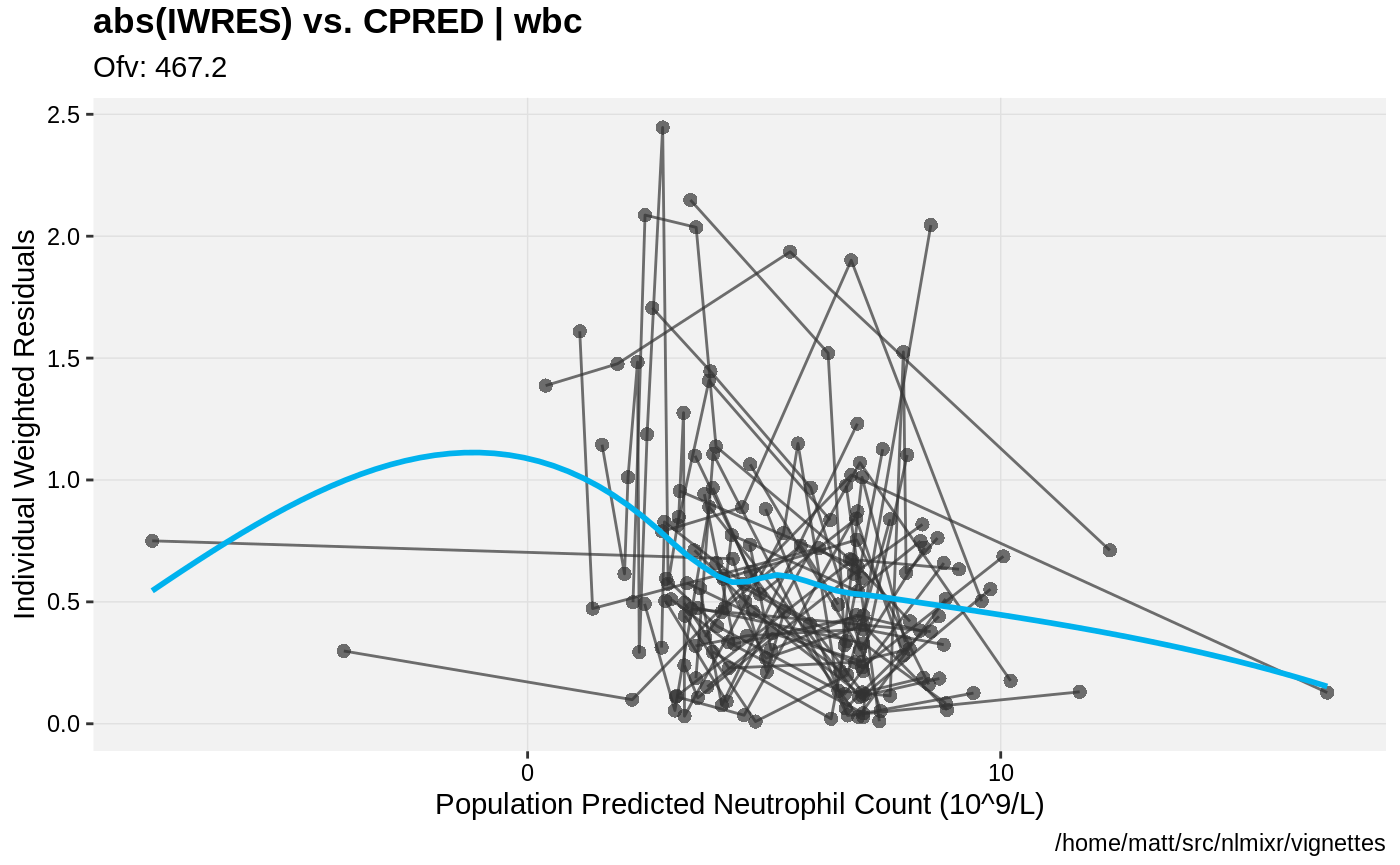 abs(IWRES) vs. CPRED | wbc
Ofv: 467.2
2.5
2.0
1.5
1.0
0.5
0.0
Individual Weighted Residuals
0 10
Population Predicted Neutrophil Count (10^9/L)
/home/matt/src/nlmixr/vignettes